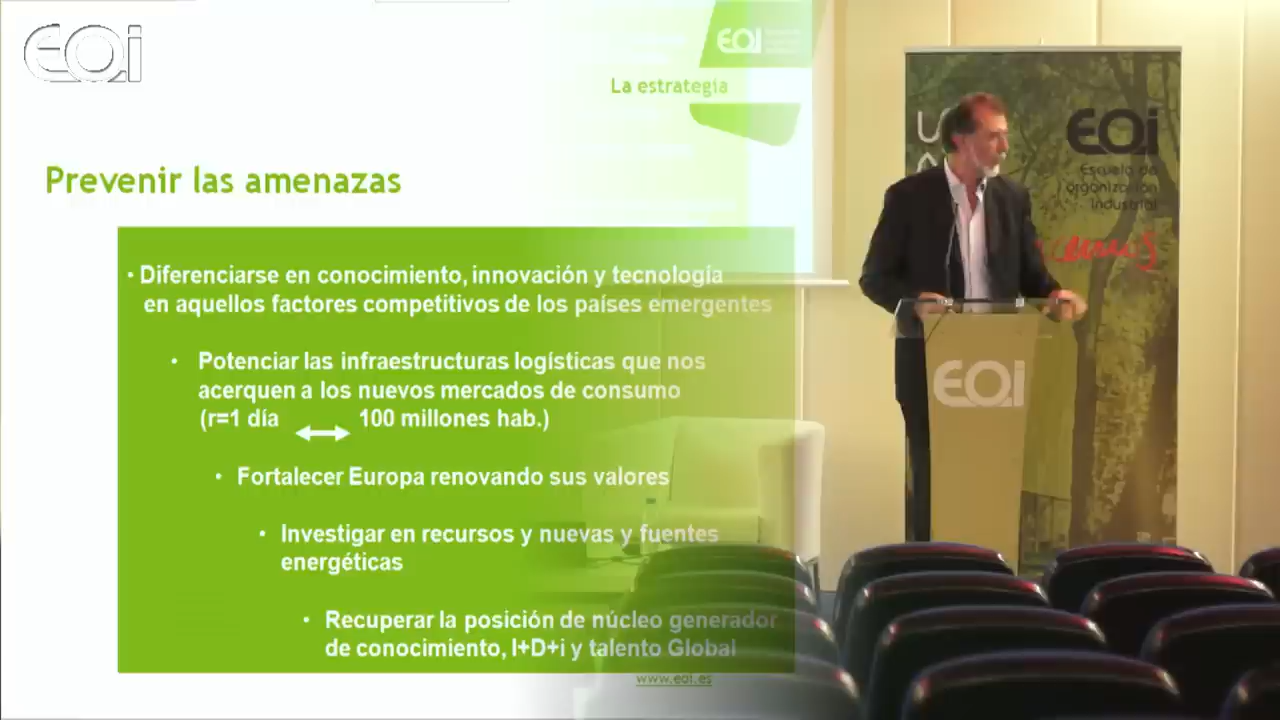 EOi
EOI
La estrategia
Prevenir las amenazas
• Diferenciarse en conocimiento, innovación y tecnología
en aquellos factores competitivos de los países emergentes
• Potenciar las infraestructuras logísticas que nos
acerquen a los nuevos mercados de consumo
(r=1 día ↔ 100 millones hab.)
• Fortalecer Europa renovando sus valores
• Investigar en recursos y nuevas y fuentes
energéticas
• Recuperar la posición de núcleo generador
de conocimiento, I+D+i y talento Global
www.eoi.es
EOi
Escuela de
organización
industrial
EOi